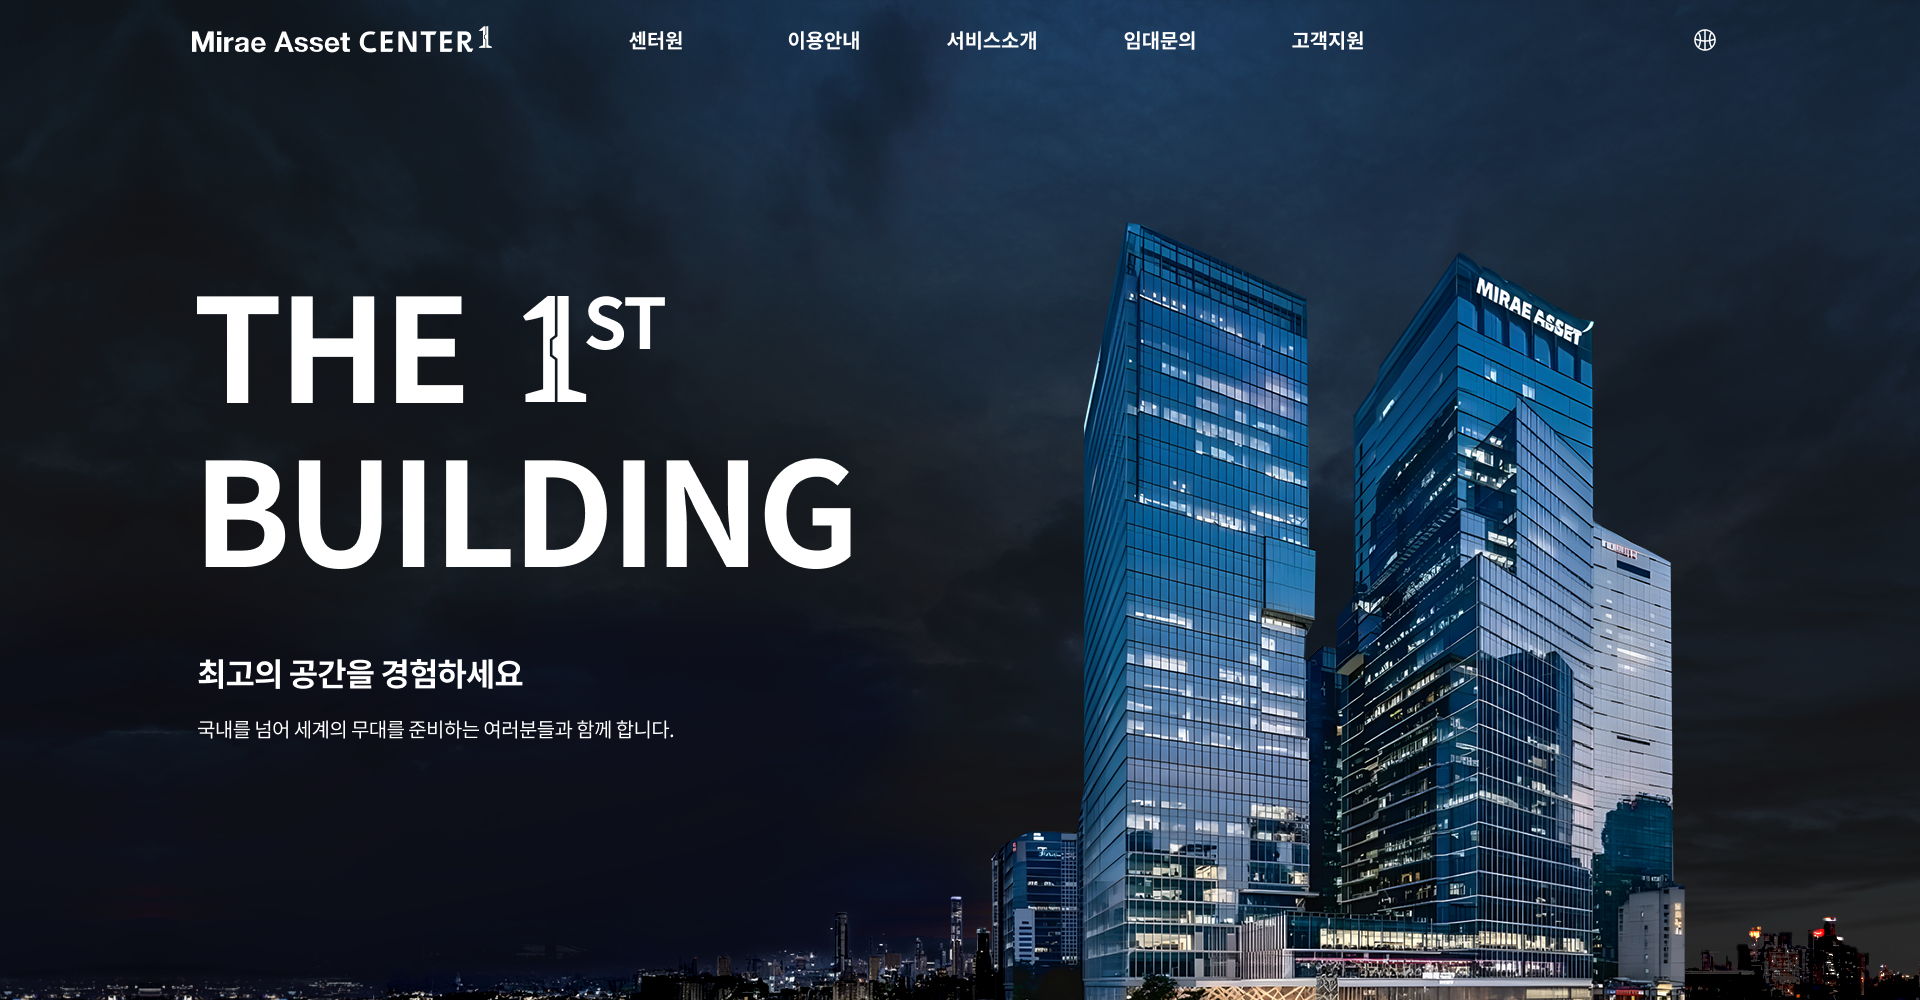 Mirae Asset CENTER1
센터원
이용안내
서비스소개
임대문의
고객지원
THE 1ST
BUILDING
MIRAE ASSET
최고의 공간을 경험하세요
국내를 넘어 세계의 무대를 준비하는 여러분들과 함께 합니다.